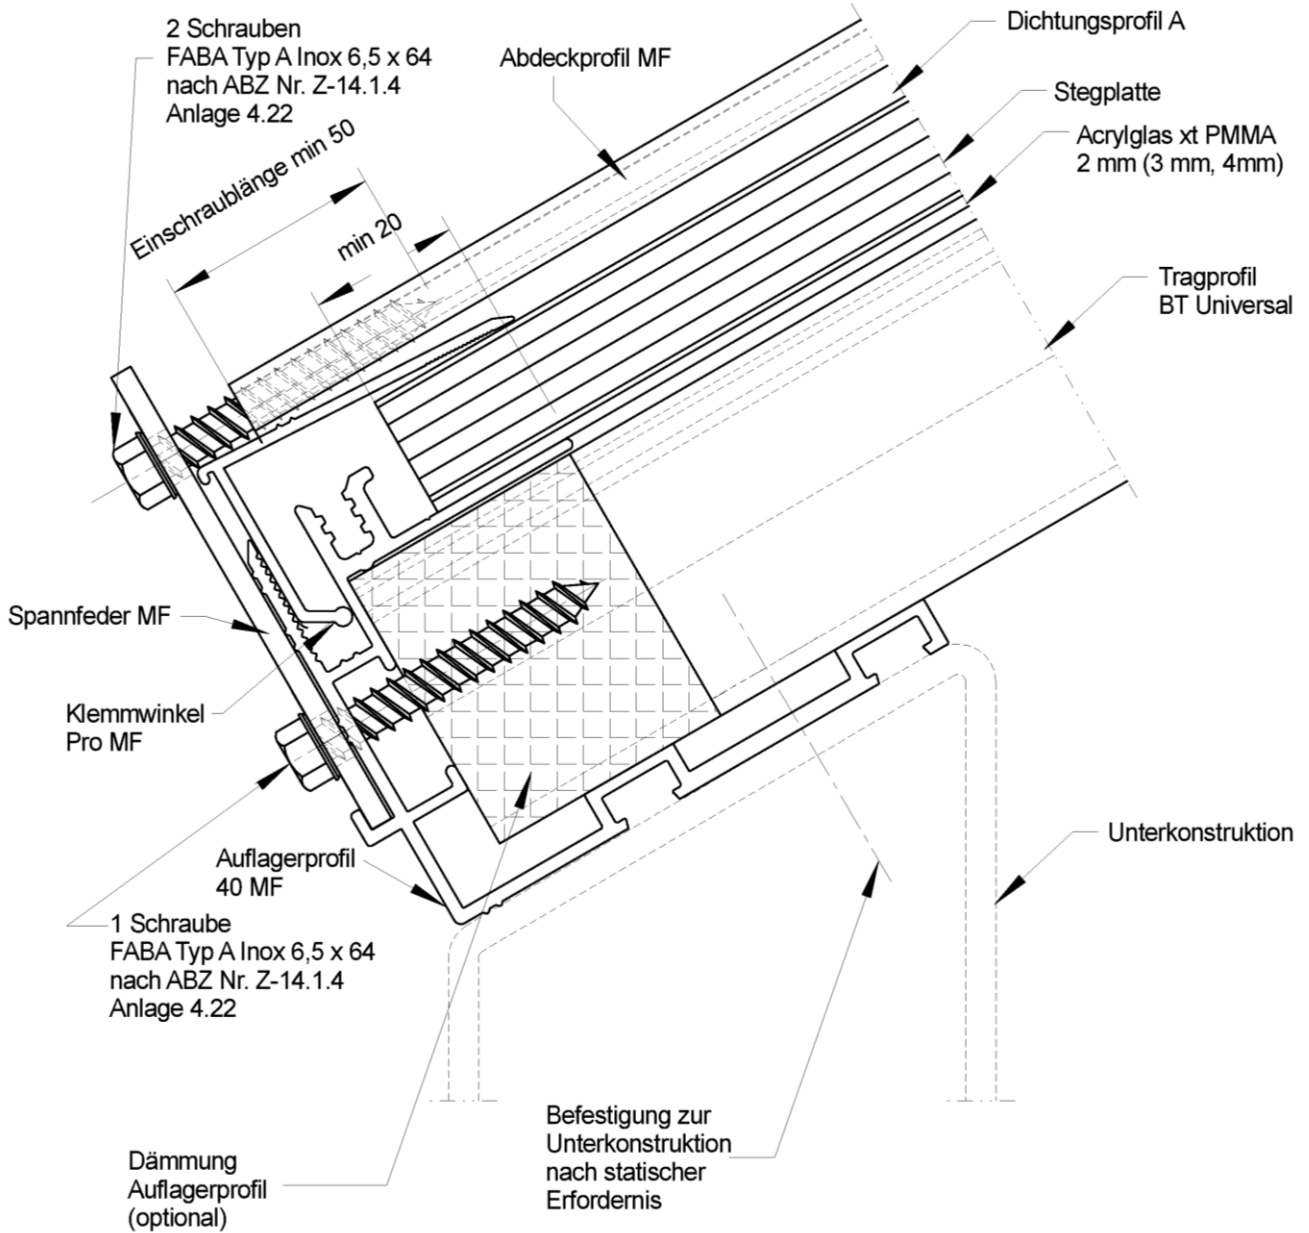 2 Schrauben
FABA Typ A Inox 6,5 x 64
nach ABZ Nr. Z-14.1.4
Anlage 4.22
Abdeckprofil MF
Dichtungsprofil A
Stegplatte
Acrylglas xt PMMA
2 mm (3 mm, 4mm)
Einschraublänge min 50
min 20
Tragprofil
BT Universal
Spannfeder MF
Klemmwinkel
Pro MF
Auflagerprofil
40 MF
Unterkonstruktion
1 Schraube
FABA Typ A Inox 6,5 x 64
nach ABZ Nr. Z-14.1.4
Anlage 4.22
Befestigung zur
Unterkonstruktion
nach statischer
Erfordernis
Dämmung
Auflagerprofil
(optional)